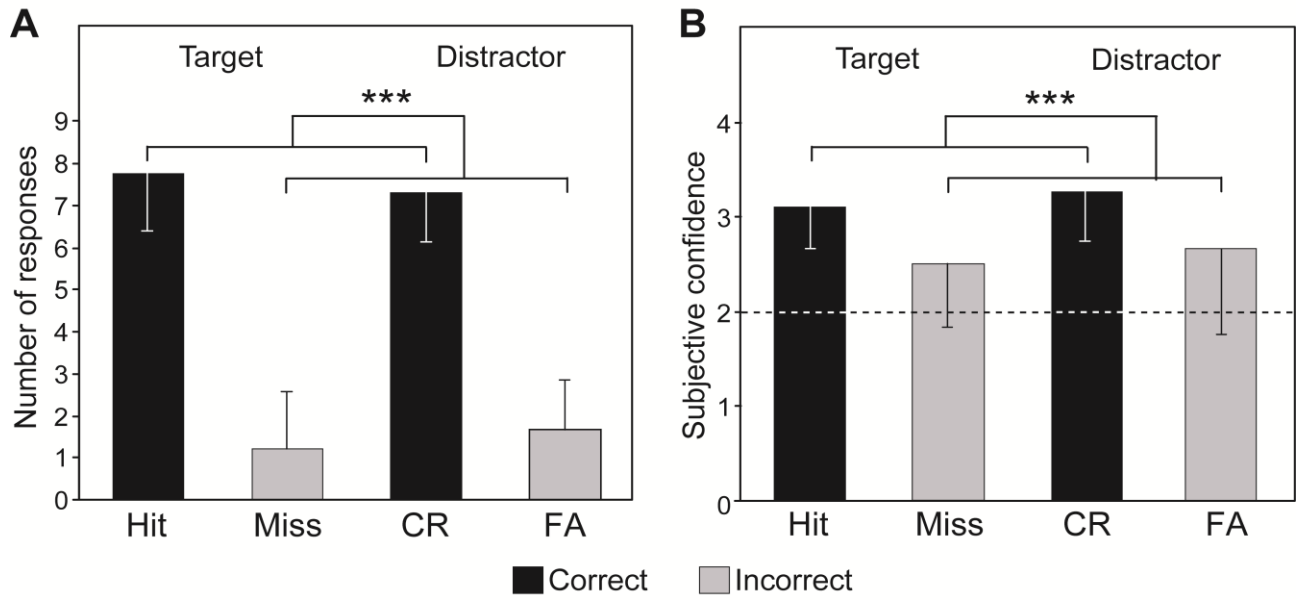 A
Target
Distractor
***
Number of responses
9
8
7
6
5
4
3
2
1
0
Hit
Miss
CR
FA
B
Target
Distractor
***
Subjective confidence
4
3
2
1
0
Hit
Miss
CR
FA
Correct
Incorrect